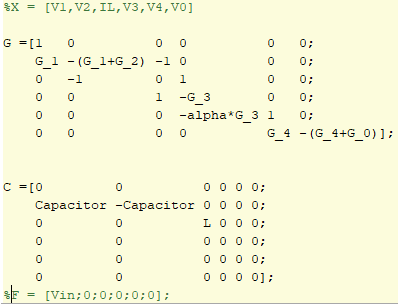 %X = [V1,V2,IL,V3,V4,V0]
G =[1 0 0 0 0 0;
G_1 -(G_1+G_2) -1 0 0 0;
0 -1 0 1 0 0;
0 0 1 -G_3 0 0;
0 0 0 -alpha*G_3 1 0;
0 0 0 0 G_4 -(G_4+G_0)];
C =[0 0 0 0 0 0;
Capacitor -Capacitor 0 0 0 0;
0 0 L 0 0 0;
0 0 0 0 0 0;
0 0 0 0 0 0;
0 0 0 0 0 0];
%F = [Vin;0;0;0;0;0];